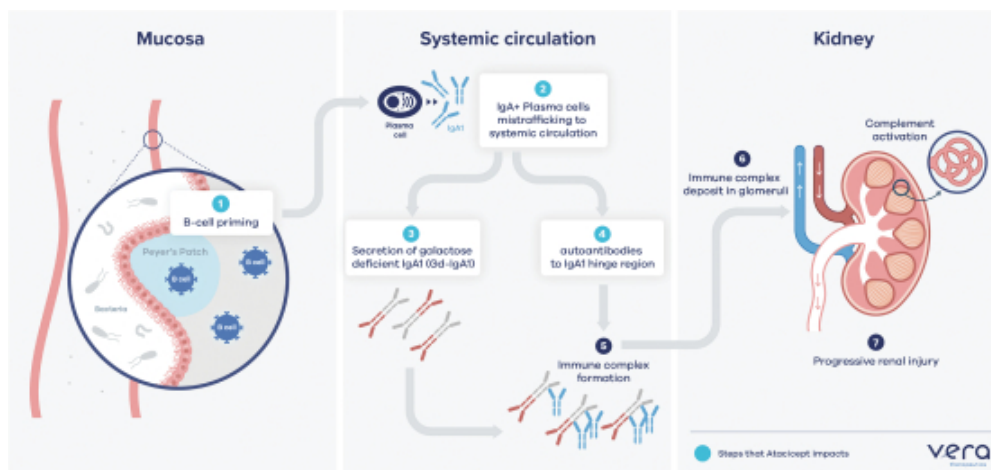 Mucosa
1
B-cell priming
Peyer's Patch
B cell
B cell
B cell
Bacteria
Systemic circulation
Plasma
cell
IgA1
2
IgA+ Plasma cells
mistrafficking to
systemic circulation
3
Secretion of galactose
deficient IgA1 (Gd-IgA1)
4
autoantibodies
to IgA1 hinge region
5
Immune complex
formation
Kidney
Complement
activation
6
Immune complex
deposit in glomeruli
7
Progressive renal injury
Steps that Atacicept impacts
vera
therapeutics